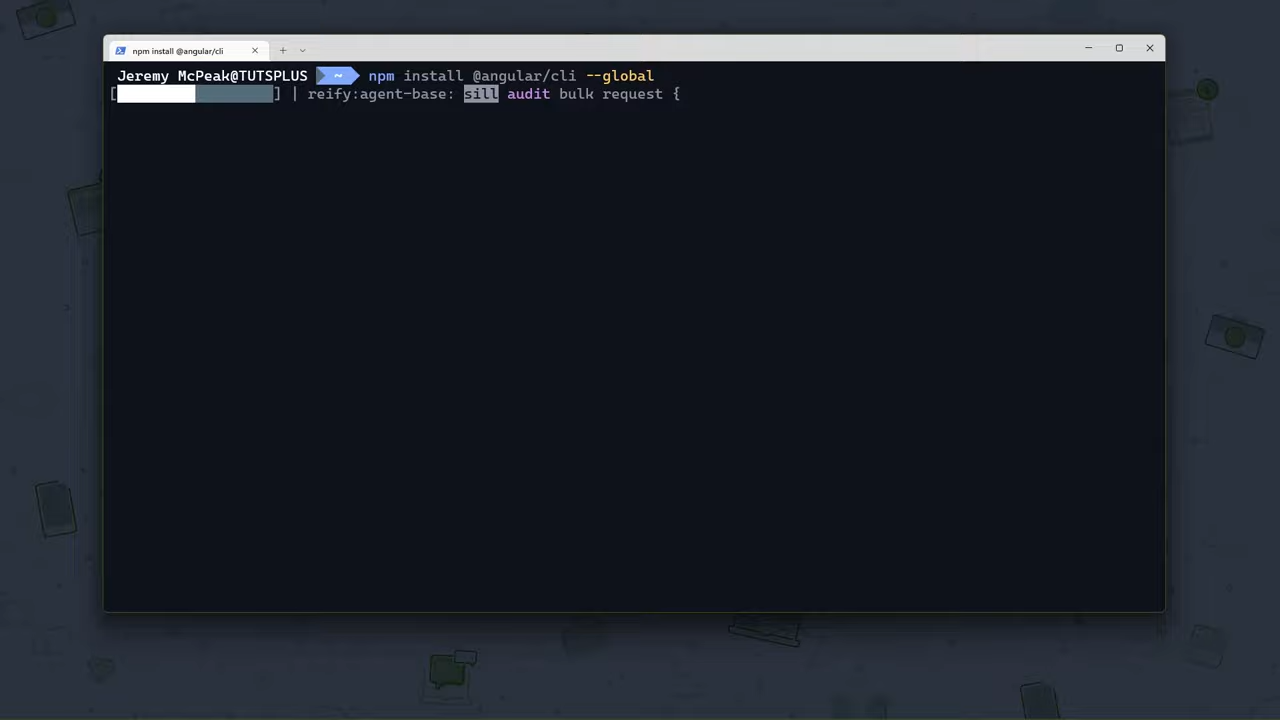 npm install @angular/cli
Jeremy McPeak@TUTSPLUS ~ npm install @angular/cli --global
[ ] | reify:agent-base: sill audit bulk request {